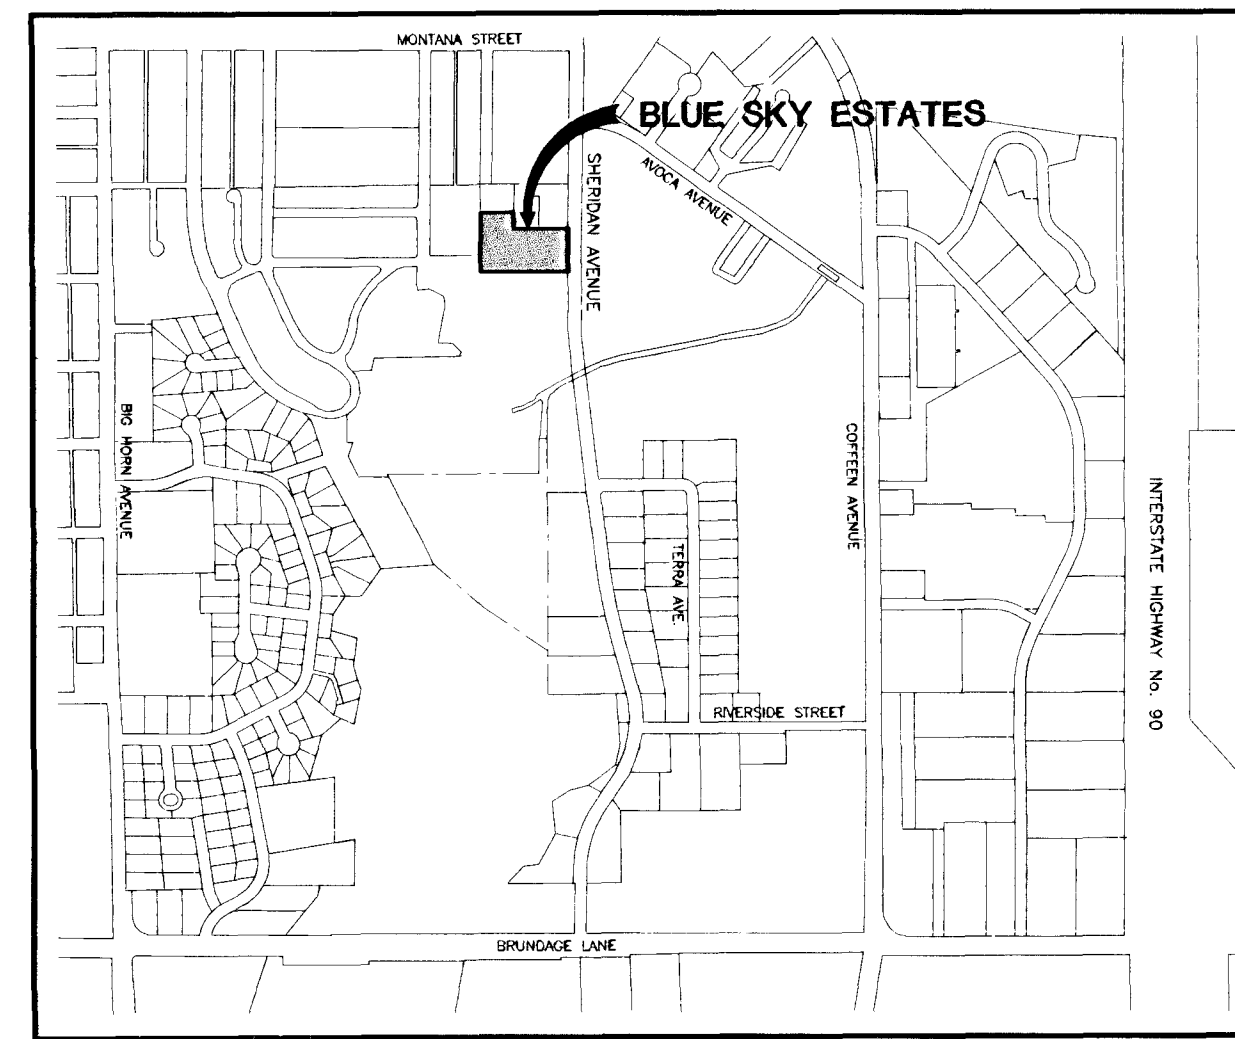 MONTANA STREET
BLUE SKY ESTATES
SHERIDAN AVENUE
AVOCA AVENUE
BIG HORN AVENUE
COFFEEN AVENUE
TERRA AVE.
INTERSTATE HIGHWAY No. 90
RIVERSIDE STREET
BRUNDAGE LANE